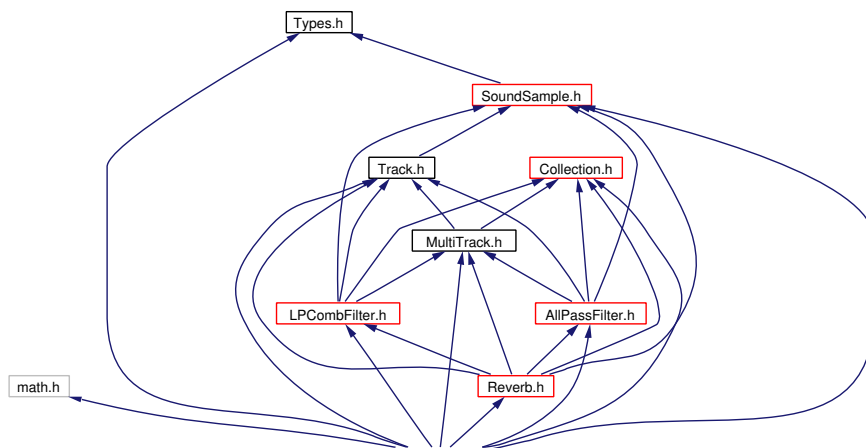 Types.h
SoundSample.h
Track.h
Collection.h
MultiTrack.h
LPCombFilter.h
AllPassFilter.h
math.h
Reverb.h